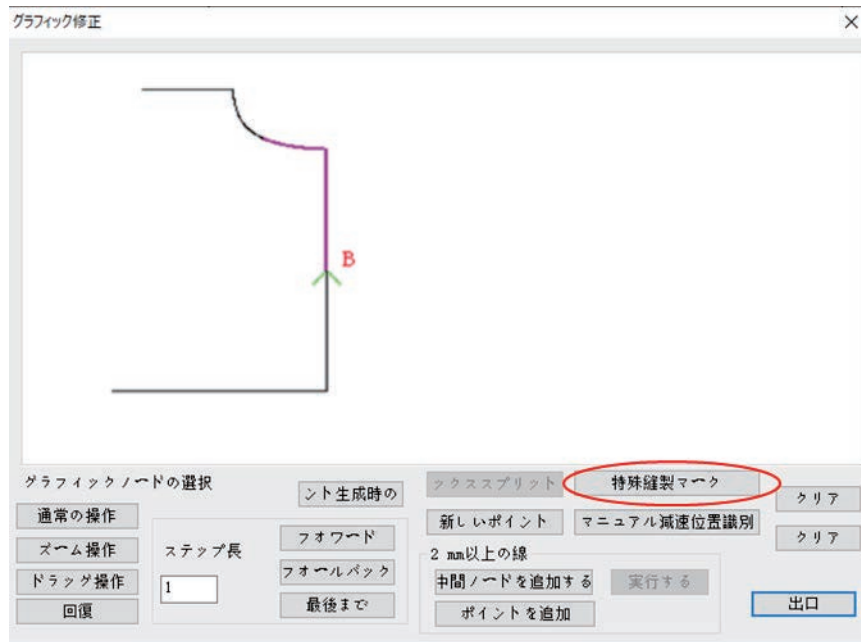 グラフィック修正
×
B
グラフィックノードの選択
通常の操作
ズーム操作
ドラッグ操作
回復
ステップ長
1
ント生成時の
フオワード
フオールバック
最後まで
ックススプリット
特殊縫製マーク
クリア
新しいポイント
マニュアル減速位置識別
クリア
2 mm以上の線
中間ノードを追加する
実行する
ポイントを追加
出口